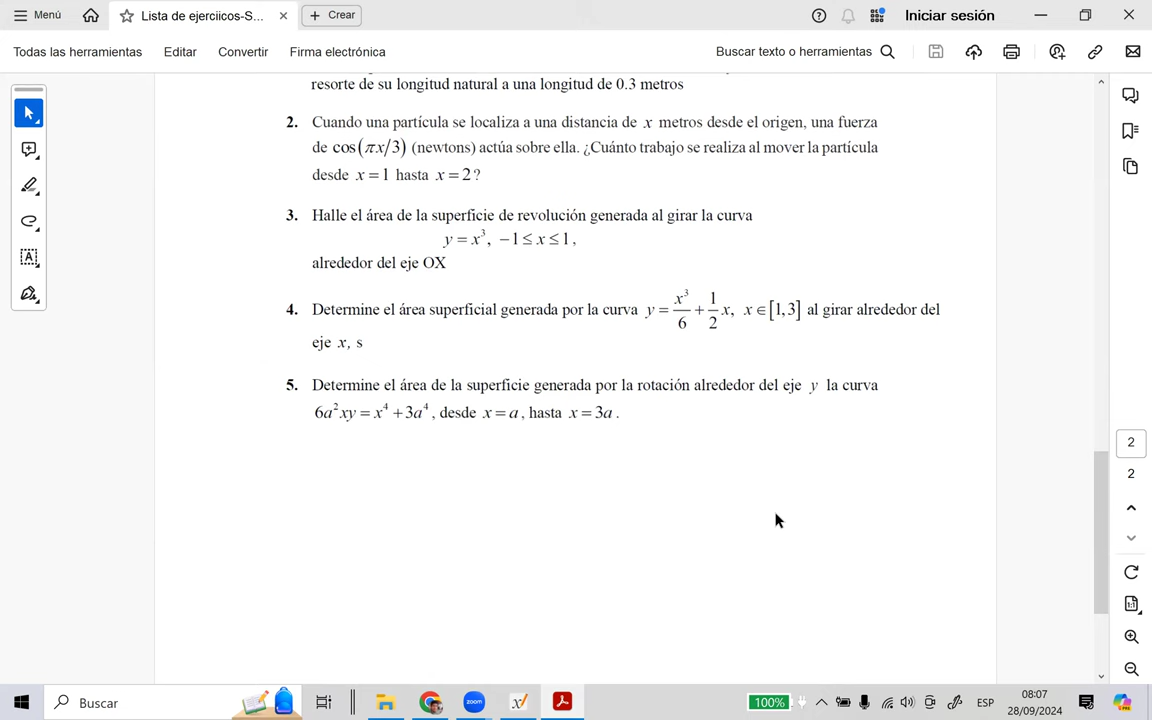 Menú
Lista de ejerciicos-S...
Crear
Iniciar sesión
Todas las herramientas
Editar
Convertir
Firma electrónica
Buscar texto o herramientas
resorte de su longitud natural a una longitud de 0.3 metros
2. Cuando una partícula se localiza a una distancia de x metros desde el origen, una fuerza
de cos(πx/3) (newtons) actúa sobre ella. ¿Cuánto trabajo se realiza al mover la partícula
desde x = 1 hasta x = 2 ?
3. Halle el área de la superficie de revolución generada al girar la curva
y = x³, −1 ≤ x ≤ 1,
alrededor del eje OX
4. Determine el área superficial generada por la curva y = x³/6 + 1/2 x, x ∈ [1,3] al girar alrededor del
eje x, s
5. Determine el área de la superficie generada por la rotación alrededor del eje y la curva
6a²xy = x⁴ + 3a⁴, desde x = a, hasta x = 3a .
2
2
1:1
Buscar
zoom
100%
ESP
08:07
28/09/2024